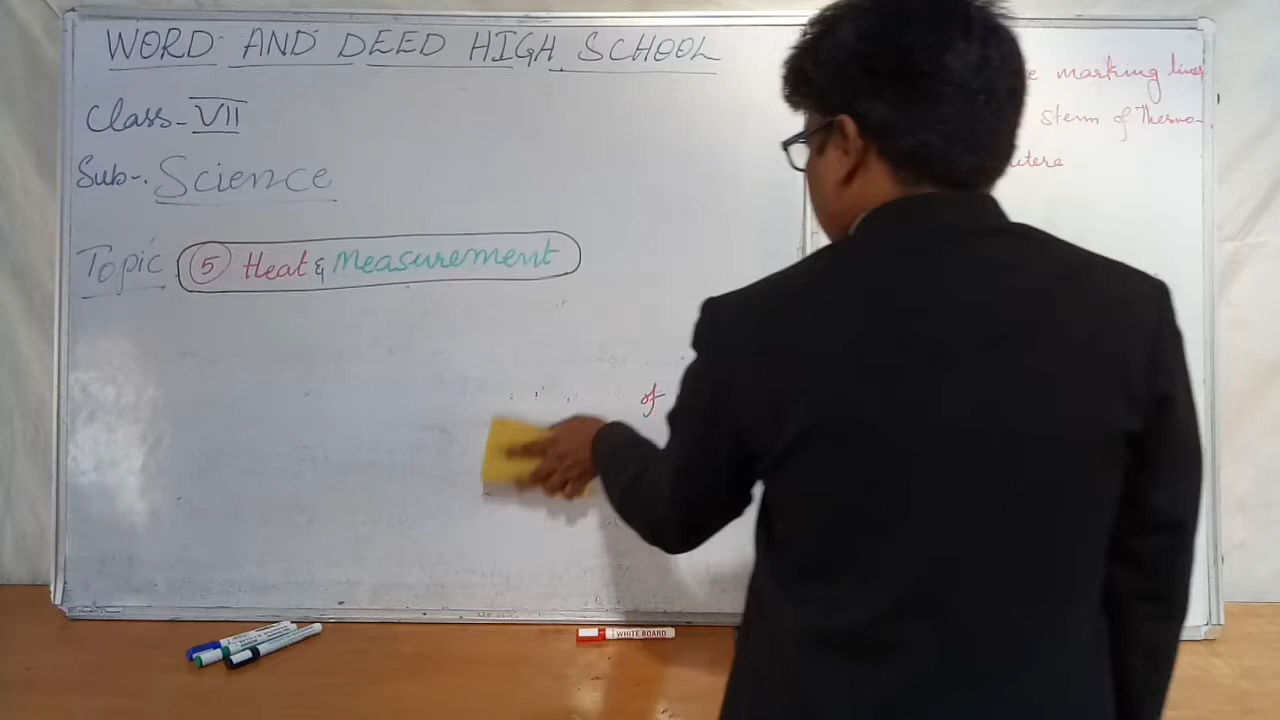 WORD AND DEED HIGH SCHOOL
Class- VII
Sub-. Science
Topic 5 Heat & Measurement
of
marking lines
stem of Thermo-
WHITE BOARD